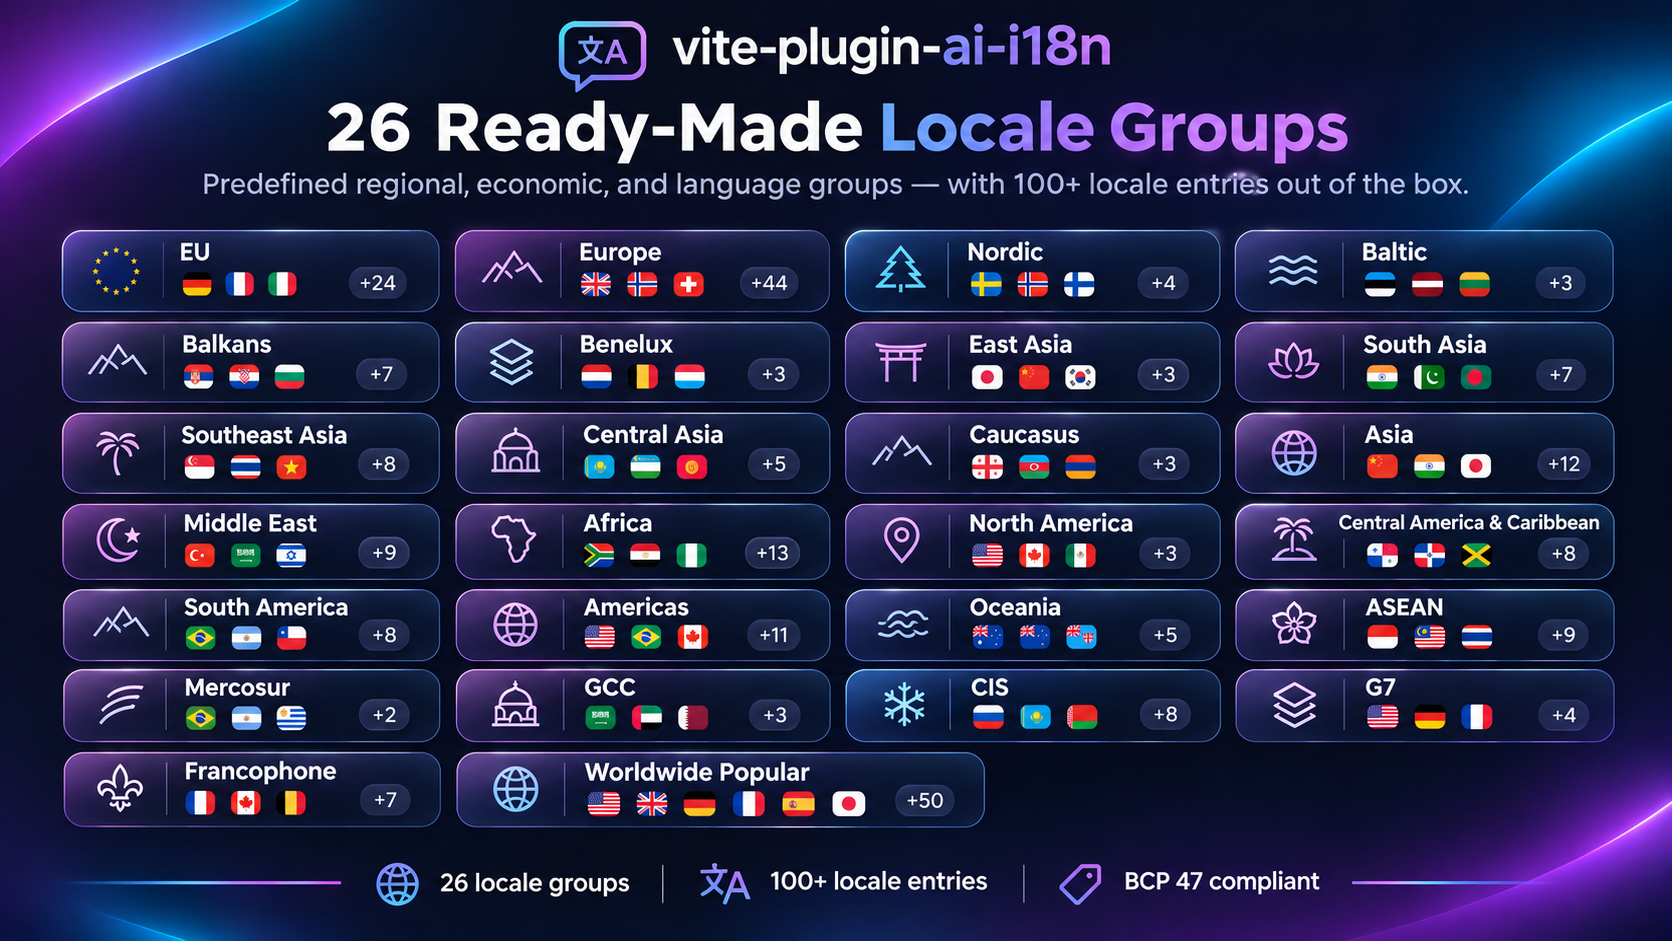 文A vite-plugin-ai-i18n
26 Ready-Made Locale Groups
Predefined regional, economic, and language groups — with 100+ locale entries out of the box.
EU
+24
Europe
+44
Nordic
+4
Baltic
+3
Balkans
+7
Benelux
+3
East Asia
+3
South Asia
+7
Southeast Asia
+8
Central Asia
+5
Caucasus
+3
Asia
+12
Middle East
+9
Africa
+13
North America
+3
Central America & Caribbean
+8
South America
+8
Americas
+11
Oceania
+5
ASEAN
+9
Mercosur
+2
GCC
+3
CIS
+8
G7
+4
Francophone
+7
Worldwide Popular
+50
26 locale groups
文A 100+ locale entries
BCP 47 compliant